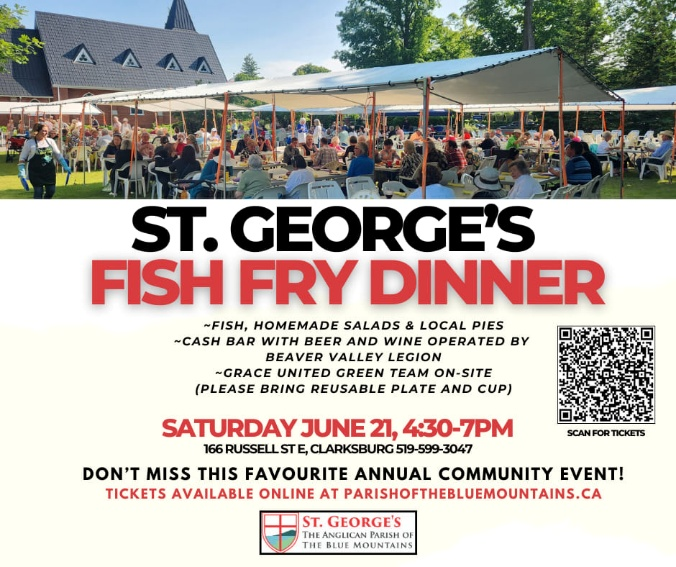 ST. GEORGE'S
FISH FRY DINNER
~FISH, HOMEMADE SALADS & LOCAL PIES
~CASH BAR WITH BEER AND WINE OPERATED BY
BEAVER VALLEY LEGION
~GRACE UNITED GREEN TEAM ON-SITE
(PLEASE BRING REUSABLE PLATE AND CUP)
SCAN FOR TICKETS
SATURDAY JUNE 21, 4:30-7PM
166 RUSSELL ST E, CLARKSBURG 519-599-3047
DON'T MISS THIS FAVOURITE ANNUAL COMMUNITY EVENT!
TICKETS AVAILABLE ONLINE AT PARISHOFTHEBLUEMOUNTAINS.CA
ST. GEORGE'S
THE ANGLICAN PARISH OF
THE BLUE MOUNTAINS